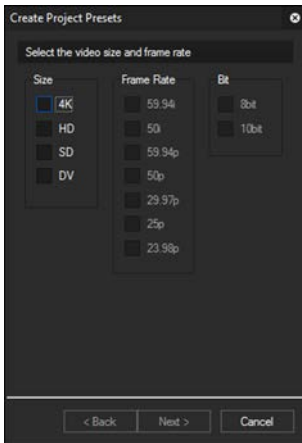 Create Project Presets
Select the video size and frame rate
Size
4K
HD
SD
DV
Frame Rate
59.94i
50i
59.94p
50p
29.97p
25p
23.98p
Bit
8bit
10bit
< Back
Next >
Cancel